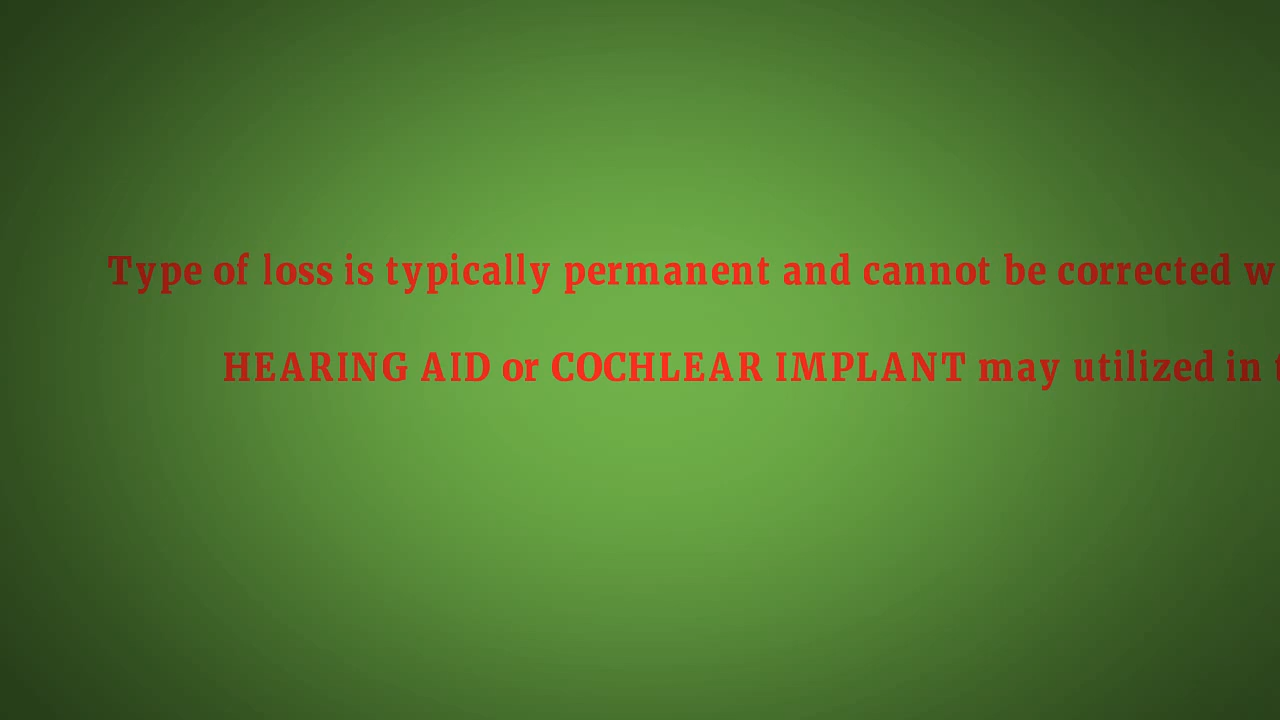 Type of loss is typically permanent and cannot be corrected
HEARING AID or COCHLEAR IMPLANT may utilized in